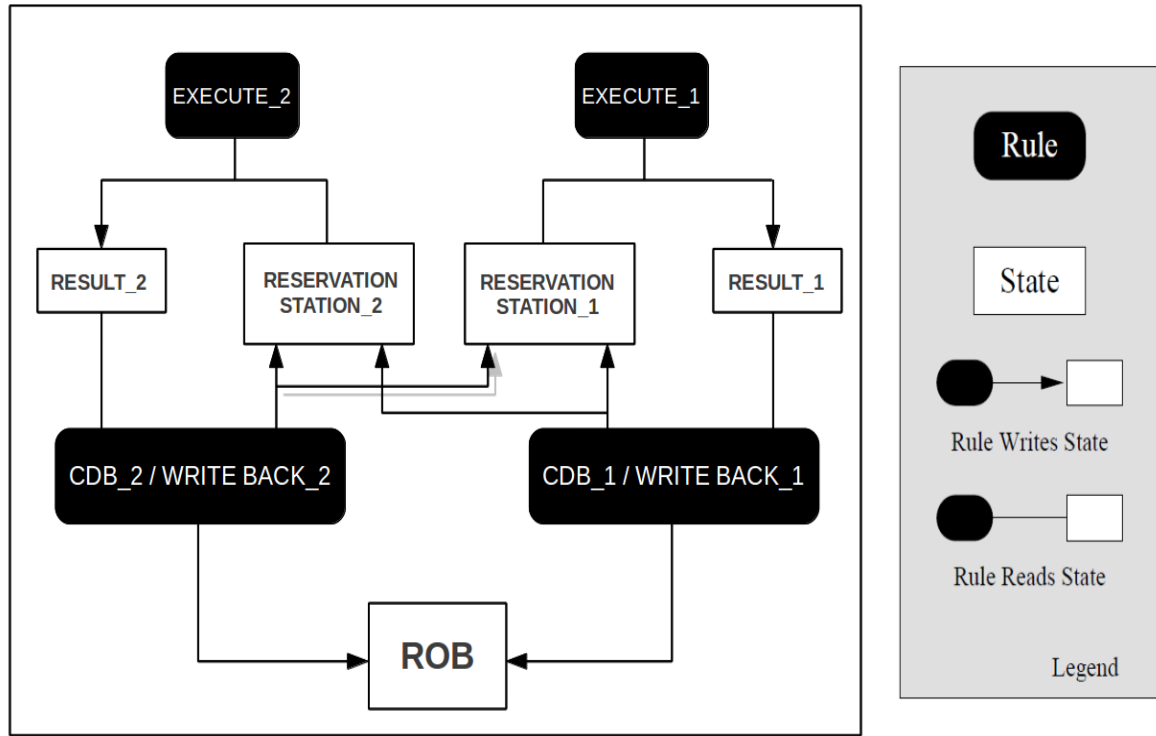 EXECUTE_2
EXECUTE_1
RESULT_2
RESERVATION
STATION_2
RESERVATION
STATION_1
RESULT_1
CDB_2 / WRITE BACK_2
CDB_1 / WRITE BACK_1
ROB
Rule
State
Rule Writes State
Rule Reads State
Legend